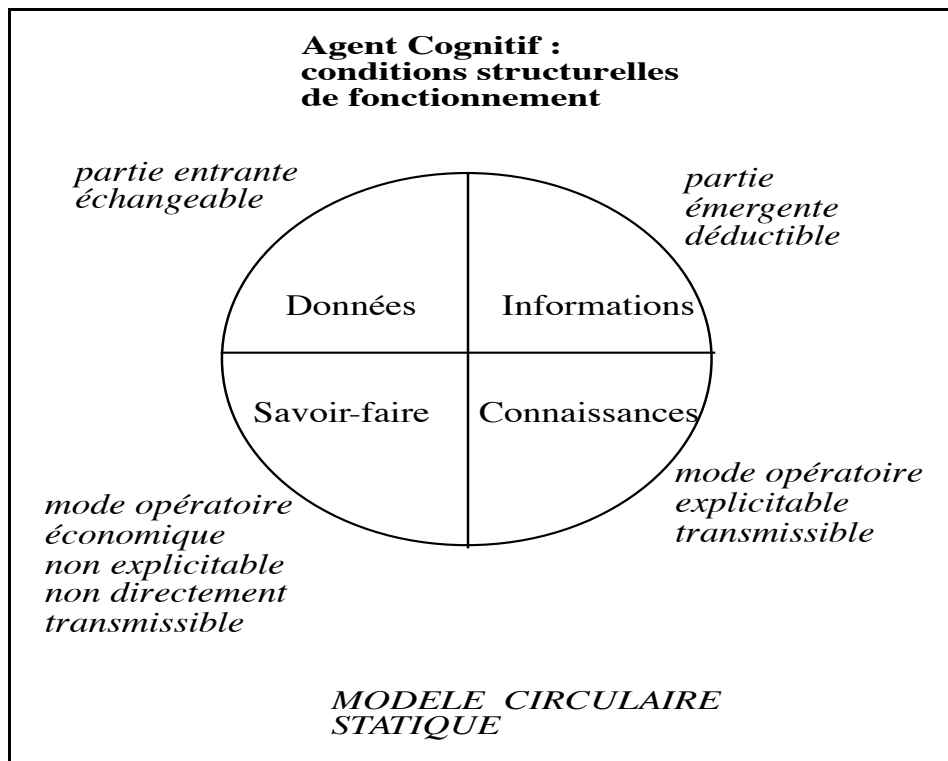 Agent Cognitif :
conditions structurelles
de fonctionnement
partie entrante
échangeable
partie
émergente
déductible
Données
Informations
Savoir-faire
Connaissances
mode opératoire
économique
non explicitable
non directement
transmissible
mode opératoire
explicitable
transmissible
MODELE CIRCULAIRE
STATIQUE